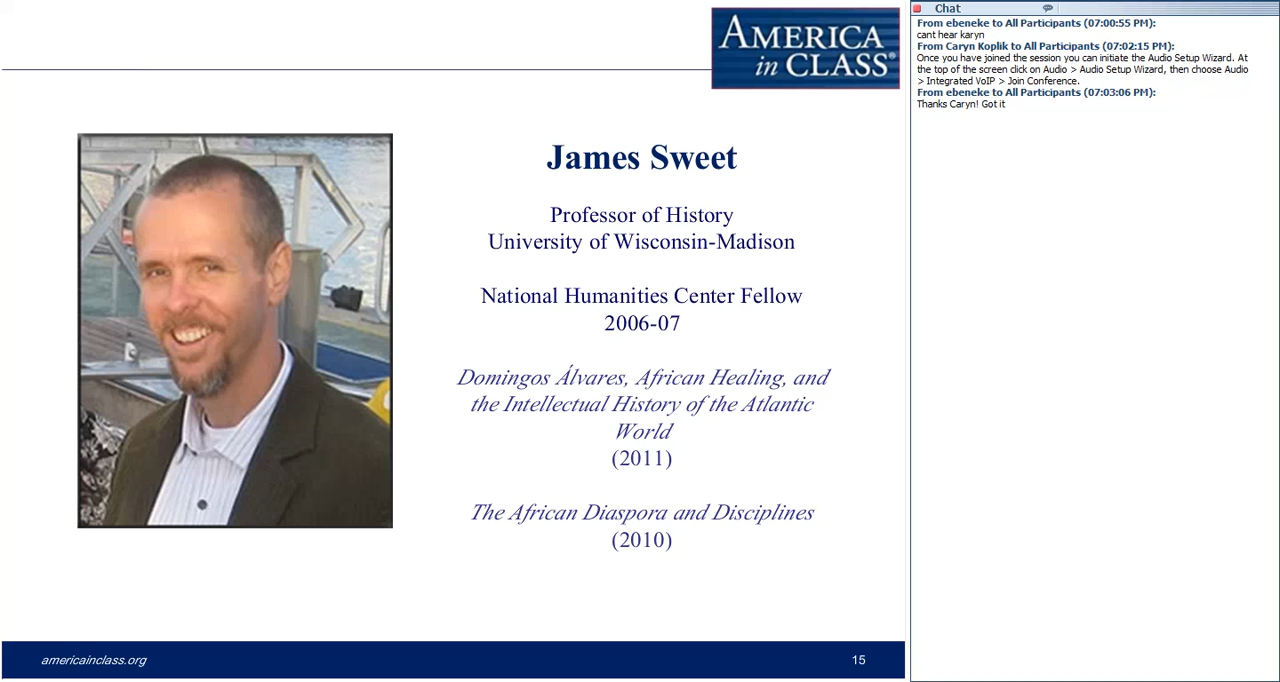 AMERICA
in CLASS®
James Sweet
Professor of History
University of Wisconsin-Madison
National Humanities Center Fellow
2006-07
Domingos Álvares, African Healing, and
the Intellectual History of the Atlantic
World
(2011)
The African Diaspora and Disciplines
(2010)
americainclass.org
15
Chat
From ebeneke to All Participants (07:00:55 PM):
cant hear karyn
From Caryn Koplik to All Participants (07:02:15 PM):
Once you have joined the session you can initiate the Audio Setup Wizard. At
the top of the screen click on Audio > Audio Setup Wizard, then choose Audio
> Integrated VoIP > Join Conference.
From ebeneke to All Participants (07:03:06 PM):
Thanks Caryn! Got it